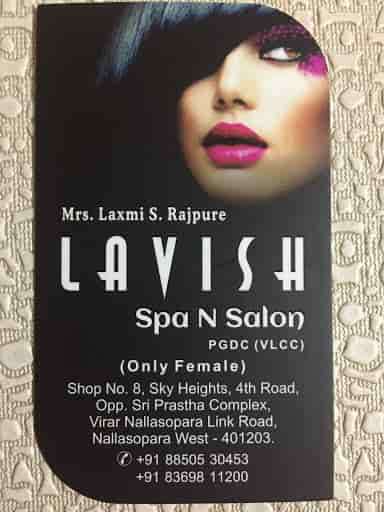 Mrs. Laxmi S. Rajpure
LAVISH
Spa N Salon
PGDC (VLCC)
(Only Female)
Shop No. 8, Sky Heights, 4th Road,
Opp. Sri Prastha Complex,
Virar Nallasopara Link Road,
Nallasopara West - 401203.
✆ +91 88505 30453
+91 83698 11200